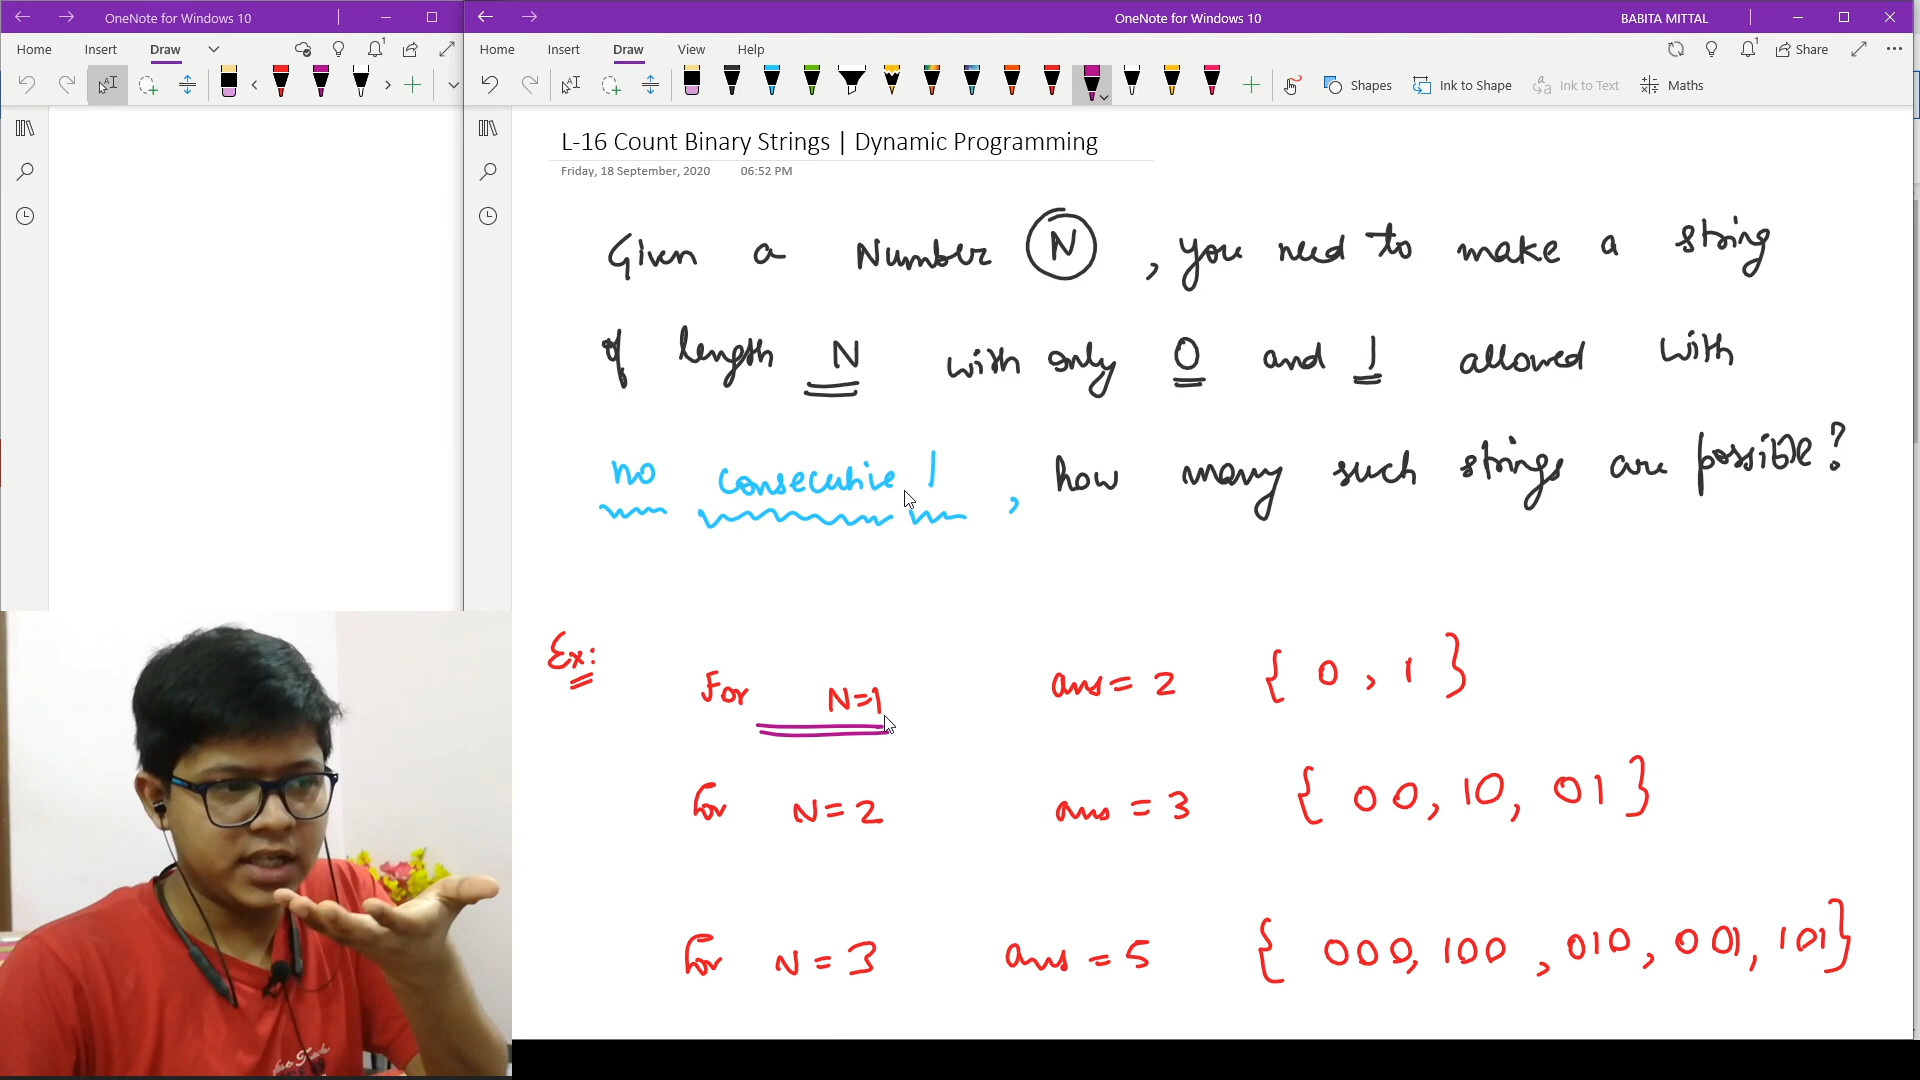 OneNote for Windows 10
OneNote for Windows 10
BABITA MITTAL
Home Insert Draw
Home Insert Draw View Help
Share
Shapes Ink to Shape Ink to Text Maths
L-16 Count Binary Strings | Dynamic Programming
Friday, 18 September, 2020 06:52 PM
Given a Number N , you need to make a string
of length N with only 0 and 1 allowed with
no consecutive 1 , how many such strings are possible?
Ex:
For N=1 ans = 2 { 0 , 1 }
For N = 2 ans = 3 { 00, 10, 01 }
For N = 3 ans = 5 { 000, 100 , 010, 001, 101 }